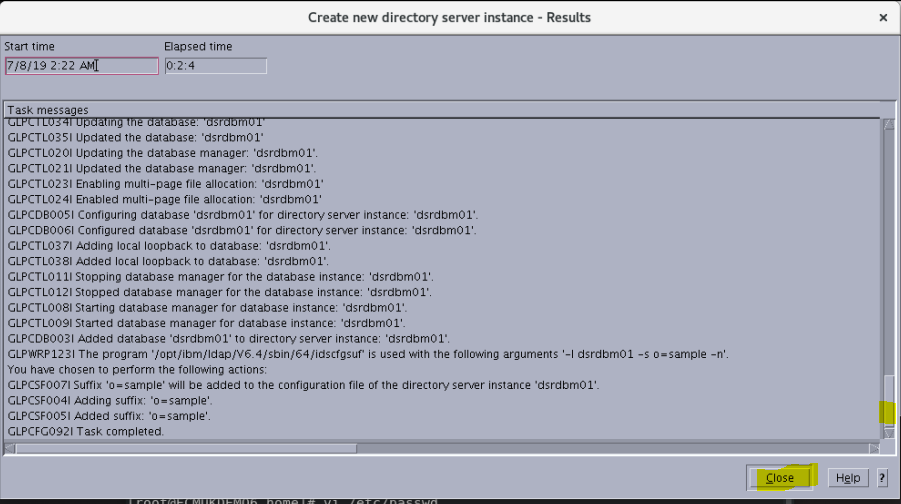 Create new directory server instance - Results
×
Start time
Elapsed time
7/8/19 2:22 AM
0:2:4
Task messages
GLPCTL034I Updating the database: 'dsrdbm01'
GLPCTL035I Updated the database: 'dsrdbm01'
GLPCTL020I Updating the database manager: 'dsrdbm01'.
GLPCTL021I Updated the database manager: 'dsrdbm01'.
GLPCTL023I Enabling multi-page file allocation: 'dsrdbm01'
GLPCTL024I Enabled multi-page file allocation: 'dsrdbm01'
GLPCDB005I Configuring database 'dsrdbm01' for directory server instance: 'dsrdbm01'.
GLPCDB006I Configured database 'dsrdbm01' for directory server instance: 'dsrdbm01'.
GLPCTL037I Adding local loopback to database: 'dsrdbm01'.
GLPCTL038I Added local loopback to database: 'dsrdbm01'.
GLPCTL011I Stopping database manager for the database instance: 'dsrdbm01'.
GLPCTL012I Stopped database manager for the database instance: 'dsrdbm01'.
GLPCTL008I Starting database manager for database instance: 'dsrdbm01'.
GLPCTL009I Started database manager for database instance: 'dsrdbm01'.
GLPCDB003I Added database 'dsrdbm01' to directory server instance: 'dsrdbm01'.
GLPWRP123I The program '/opt/ibm/ldap/V6.4/sbin/64/idscfgsuf' is used with the following arguments '-I dsrdbm01 -s o=sample -n'.
You have chosen to perform the following actions:
GLPCSF007I Suffix 'o=sample' will be added to the configuration file of the directory server instance 'dsrdbm01'.
GLPCSF004I Adding suffix: 'o=sample'.
GLPCSF005I Added suffix: 'o=sample'.
GLPCFG092I Task completed.
Close
Help
?
[root@ECMUKDEMO6 home]# vi /etc/passwd